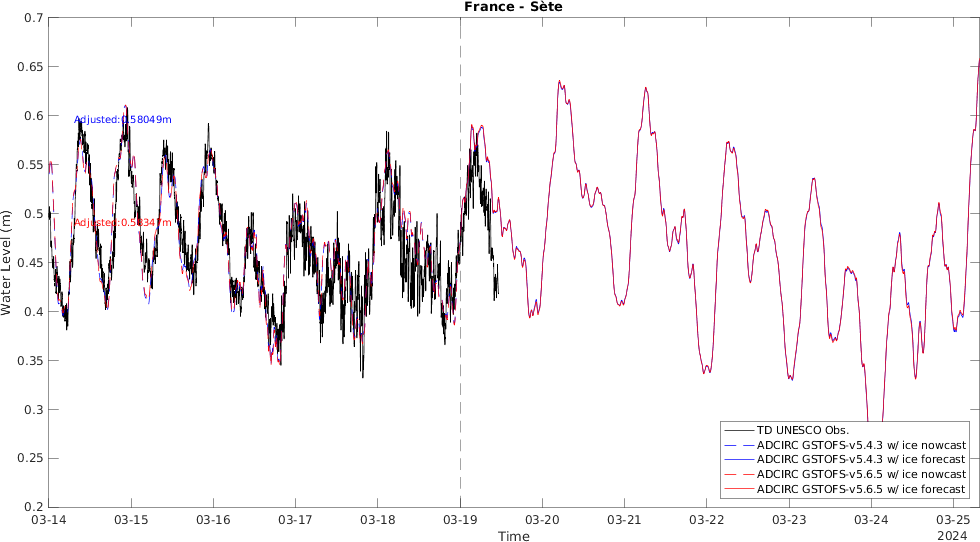 France - Sète
0.7
0.65
0.6
0.55
0.5
0.45
0.4
0.35
0.3
0.25
0.2
Water Level (m)
Adjusted:0.58049m
Adjusted:0.58347m
TD UNESCO Obs.
ADCIRC GSTOFS-v5.4.3 w/ ice nowcast
ADCIRC GSTOFS-v5.4.3 w/ ice forecast
ADCIRC GSTOFS-v5.6.5 w/ ice nowcast
ADCIRC GSTOFS-v5.6.5 w/ ice forecast
03-14 03-15 03-16 03-17 03-18 03-19 03-20 03-21 03-22 03-23 03-24 03-25
Time
2024